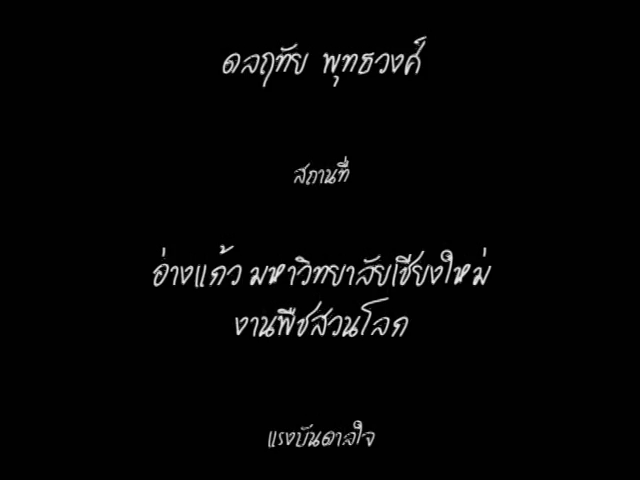 ดลฤทัย พุทธวงศ์
สถานที่
อ่างแก้ว มหาวิทยาลัยเชียงใหม่
งานพืชสวนโลก
แรงบันดาลใจ